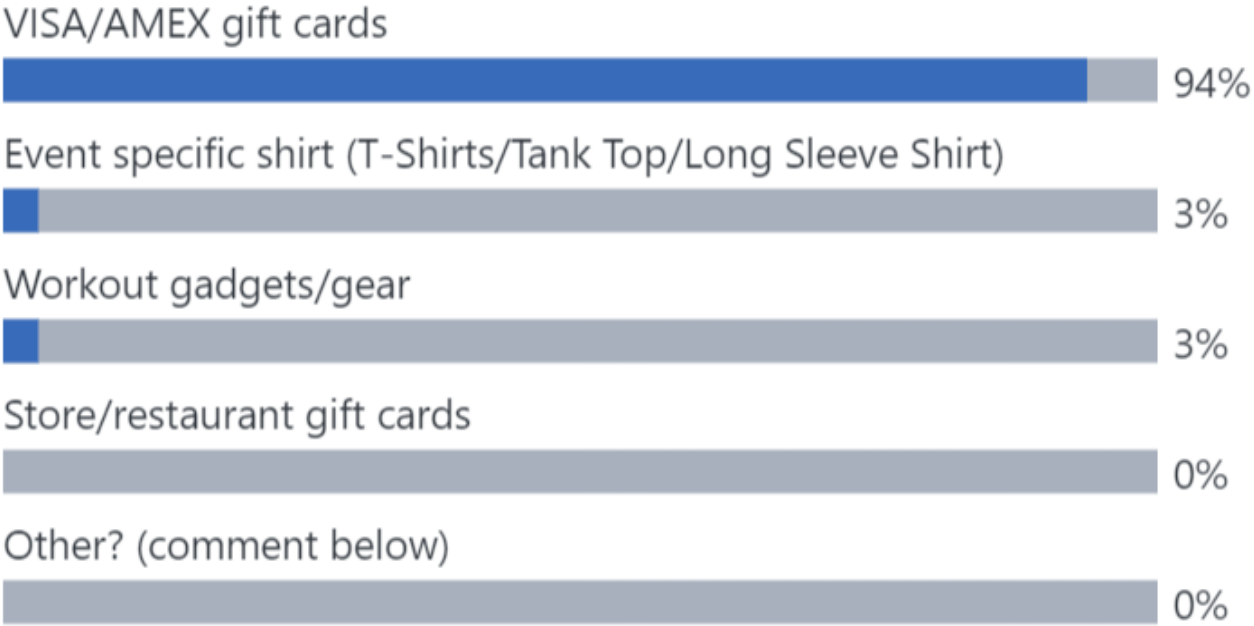 VISA/AMEX gift cards
94%
Event specific shirt (T-Shirts/Tank Top/Long Sleeve Shirt)
3%
Workout gadgets/gear
3%
Store/restaurant gift cards
0%
Other? (comment below)
0%